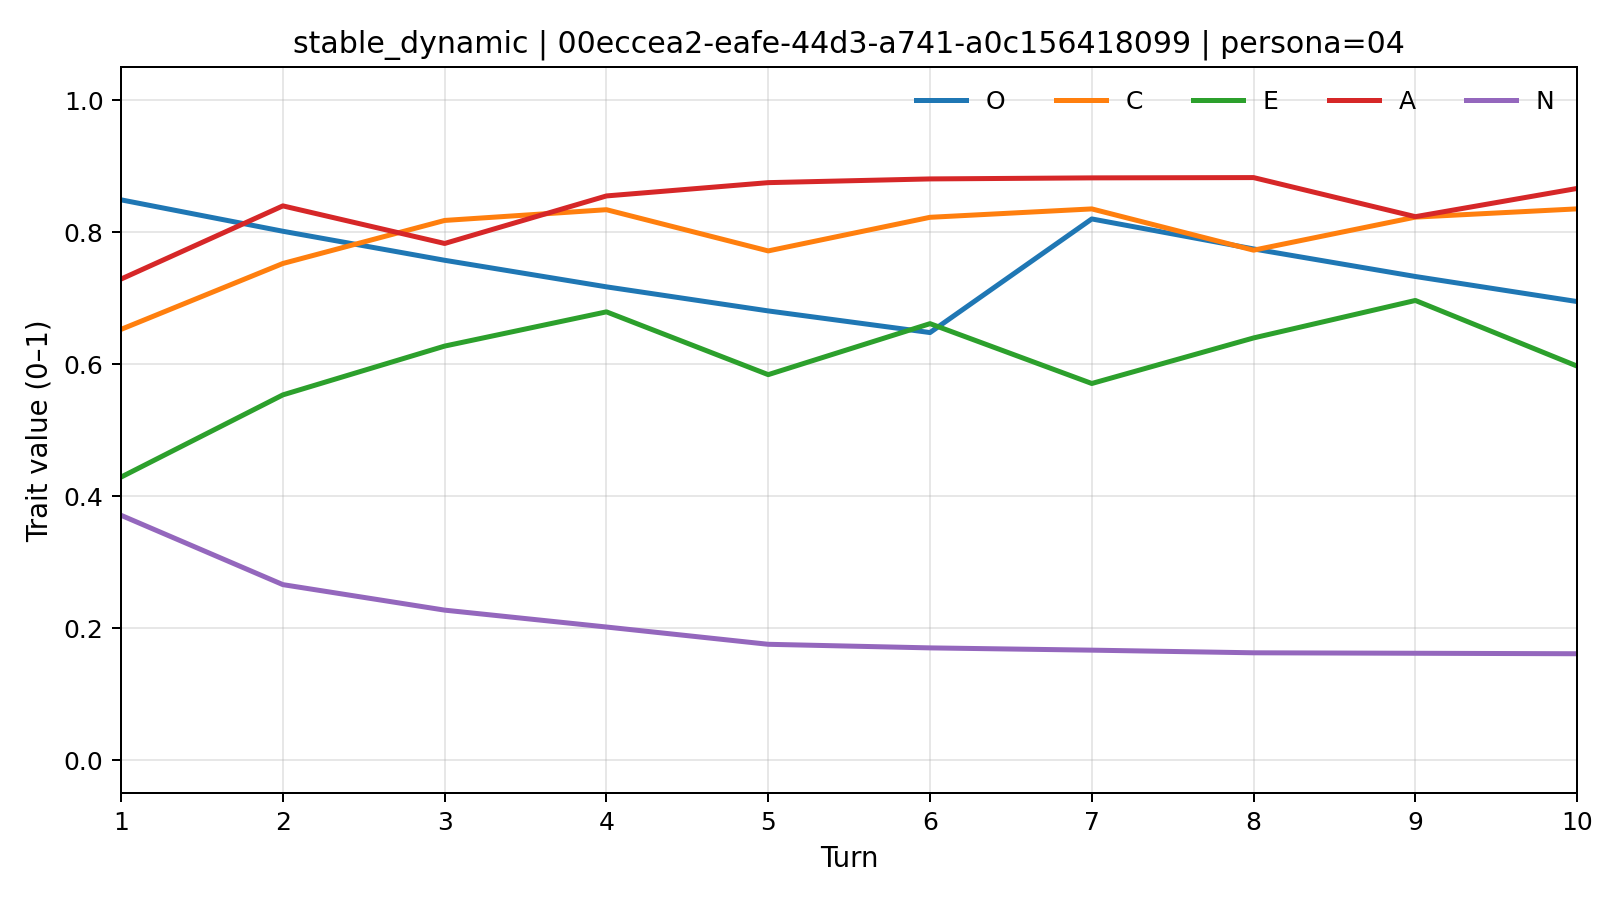 stable_dynamic | 00eccea2-eafe-44d3-a741-a0c156418099 | persona=04
O C E A N
1.0
0.8
0.6
0.4
0.2
0.0
Trait value (0–1)
1 2 3 4 5 6 7 8 9 10
Turn